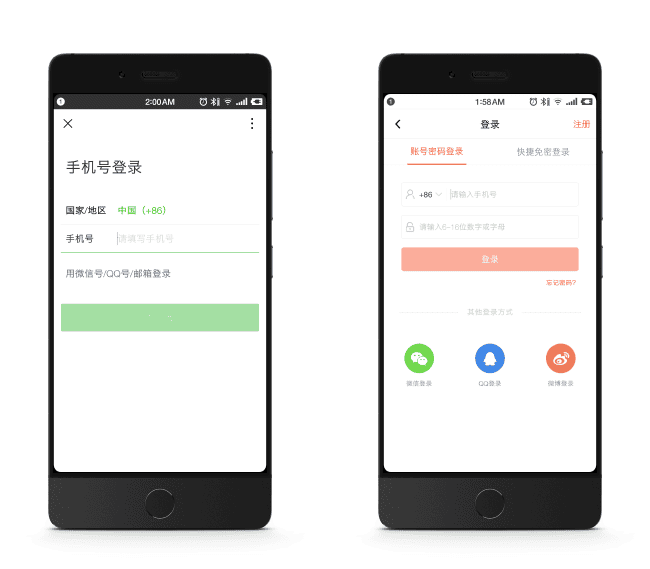 2:00AM
手机号登录
国家/地区 中国（+86）
手机号 请填写手机号
用微信号/QQ号/邮箱登录
1:58AM
登录 注册
账号密码登录 快捷免密登录
+86 请输入手机号
请输入6-16位数字或字母
登录
忘记密码?
其他登录方式
微信登录 QQ登录 微博登录